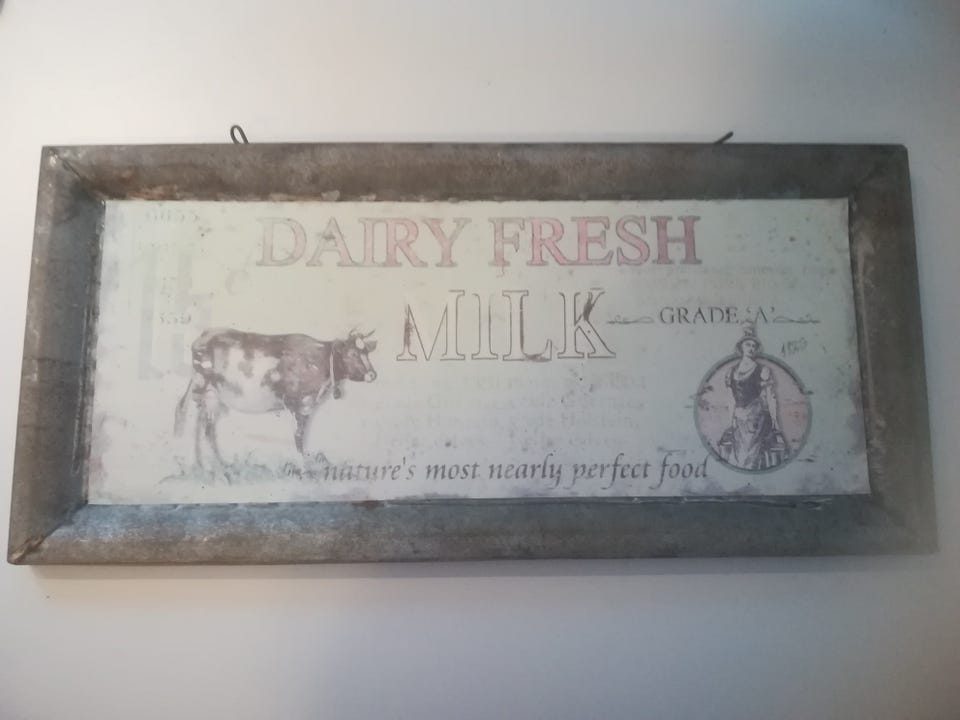 DAIRY FRESH
MILK
GRADE 'A'
nature's most nearly perfect food